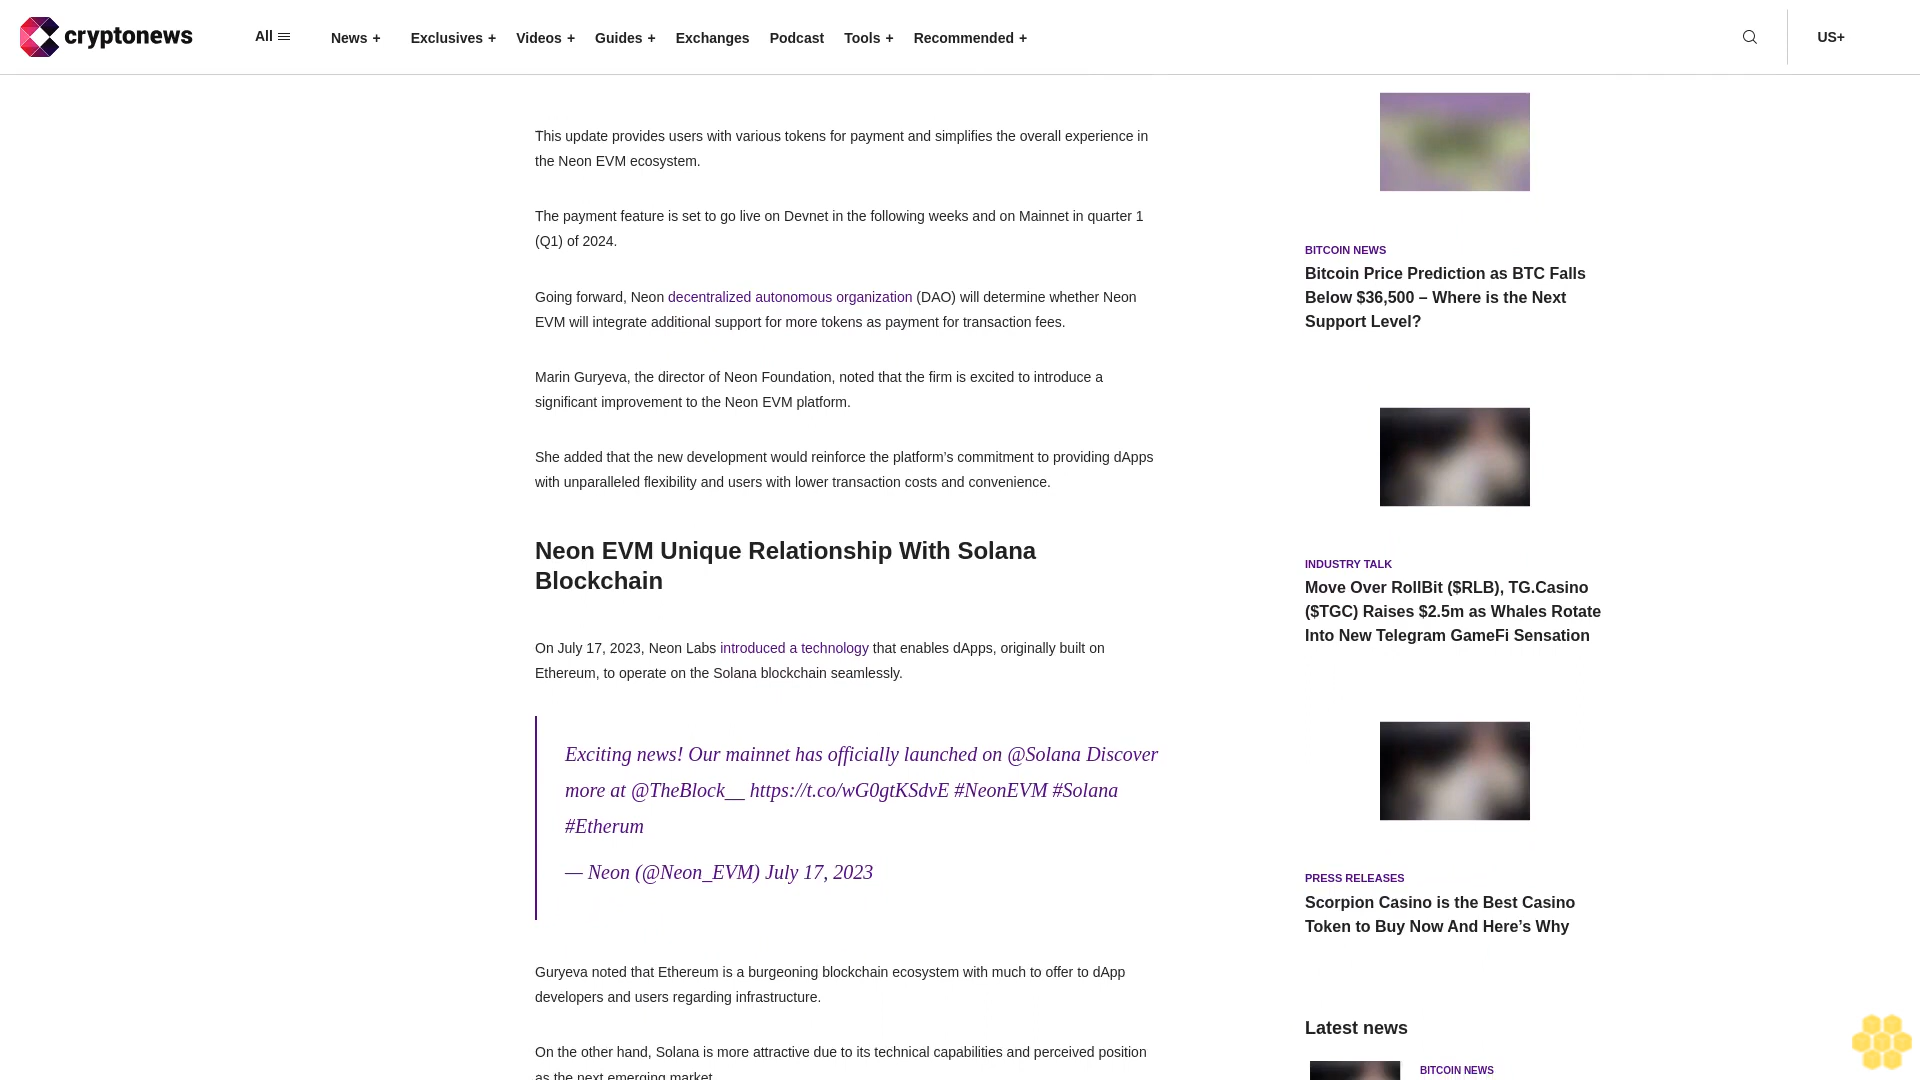 cryptonews
All
News +
Exclusives +
Videos +
Guides +
Exchanges
Podcast
Tools +
Recommended +
US+
This update provides users with various tokens for payment and simplifies the overall experience in
the Neon EVM ecosystem.
The payment feature is set to go live on Devnet in the following weeks and on Mainnet in quarter 1
(Q1) of 2024.
Going forward, Neon decentralized autonomous organization (DAO) will determine whether Neon
EVM will integrate additional support for more tokens as payment for transaction fees.
Marin Guryeva, the director of Neon Foundation, noted that the firm is excited to introduce a
significant improvement to the Neon EVM platform.
She added that the new development would reinforce the platform’s commitment to providing dApps
with unparalleled flexibility and users with lower transaction costs and convenience.
Neon EVM Unique Relationship With Solana
Blockchain
On July 17, 2023, Neon Labs introduced a technology that enables dApps, originally built on
Ethereum, to operate on the Solana blockchain seamlessly.
Exciting news! Our mainnet has officially launched on @Solana Discover
more at @TheBlock__ https://t.co/wG0gtKSdvE #NeonEVM #Solana
#Etherum
— Neon (@Neon_EVM) July 17, 2023
Guryeva noted that Ethereum is a burgeoning blockchain ecosystem with much to offer to dApp
developers and users regarding infrastructure.
On the other hand, Solana is more attractive due to its technical capabilities and perceived position
as the next emerging market.
BITCOIN NEWS
Bitcoin Price Prediction as BTC Falls
Below $36,500 – Where is the Next
Support Level?
INDUSTRY TALK
Move Over RollBit ($RLB), TG.Casino
($TGC) Raises $2.5m as Whales Rotate
Into New Telegram GameFi Sensation
PRESS RELEASES
Scorpion Casino is the Best Casino
Token to Buy Now And Here’s Why
Latest news
BITCOIN NEWS